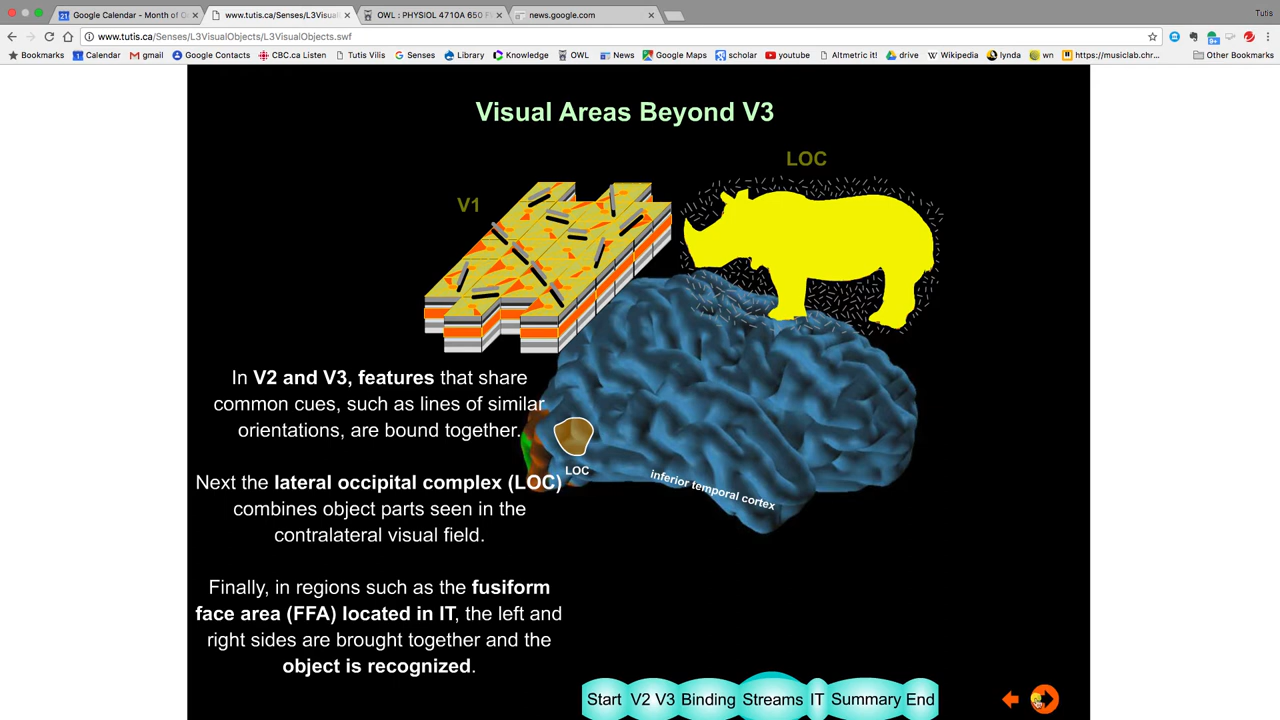 Google Calendar - Month of O
www.tutis.ca/Senses/L3Visual
OWL : PHYSIOL 4710A 650 F
news.google.com
Tutis
www.tutis.ca/Senses/L3VisualObjects/L3VisualObjects.swf
Bookmarks Calendar gmail Google Contacts CBC.ca Listen Tutis Vilis Senses Library Knowledge OWL News Google Maps scholar youtube Altmetric it! drive Wikipedia lynda wn https://musiclab.chr... Other Bookmarks
Visual Areas Beyond V3
LOC
V1
In V2 and V3, features that share
common cues, such as lines of similar
orientations, are bound together.
LOC
inferior temporal cortex
Next the lateral occipital complex (LOC)
combines object parts seen in the
contralateral visual field.
Finally, in regions such as the fusiform
face area (FFA) located in IT, the left and
right sides are brought together and the
object is recognized.
Start V2 V3 Binding Streams IT Summary End